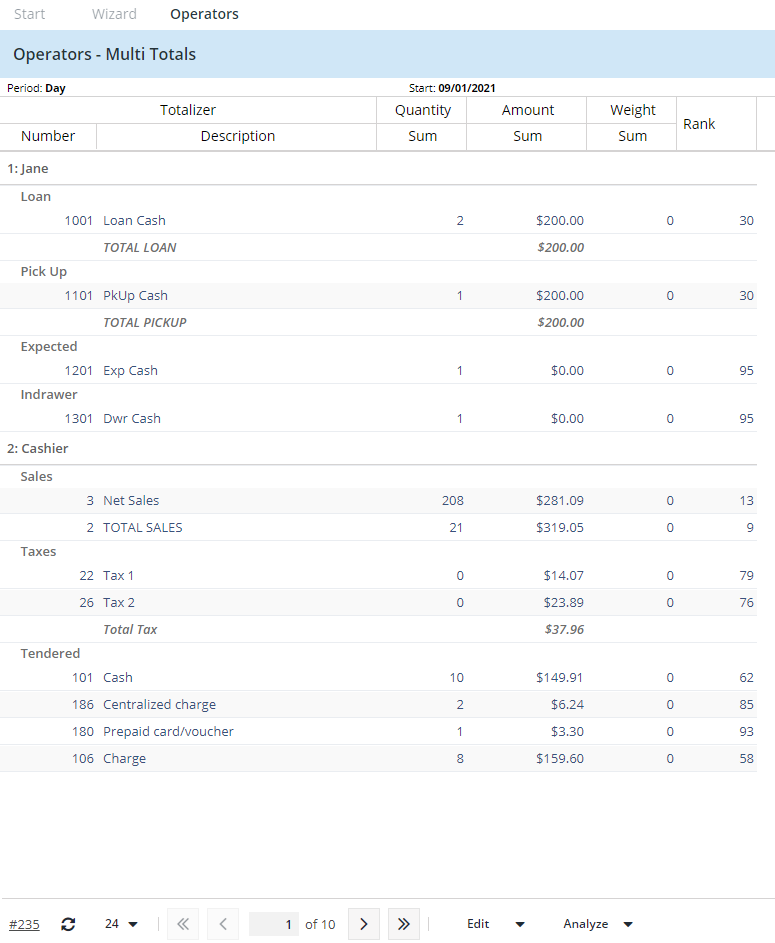 Start Wizard Operators
Operators - Multi Totals
Period: Day Start: 09/01/2021
Totalizer Quantity Amount Weight Rank
Number Description Sum Sum Sum
1: Jane
Loan
1001 Loan Cash 2 $200.00 0 30
TOTAL LOAN $200.00
Pick Up
1101 PkUp Cash 1 $200.00 0 30
TOTAL PICKUP $200.00
Expected
1201 Exp Cash 1 $0.00 0 95
Indrawer
1301 Dwr Cash 1 $0.00 0 95
2: Cashier
Sales
3 Net Sales 208 $281.09 0 13
2 TOTAL SALES 21 $319.05 0 9
Taxes
22 Tax 1 0 $14.07 0 79
26 Tax 2 0 $23.89 0 76
Total Tax $37.96
Tendered
101 Cash 10 $149.91 0 62
186 Centralized charge 2 $6.24 0 85
180 Prepaid card/voucher 1 $3.30 0 93
106 Charge 8 $159.60 0 58
#235 24 1 of 10 Edit Analyze